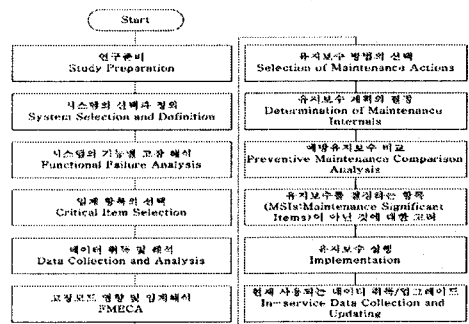 Start
연구준비
Study Preparation
시스템의 선택과 정의
System Selection and Definition
시스템의 기능별 고장 해석
Functional Failure Analysis
임계 항목의 선택
Critical Item Selection
데이터 취득 및 해석
Data Collection and Analysis
고장모드 영향 및 임계해석
FMECA
유지보수 방법의 선택
Selection of Maintenance Actions
유지보수 계획의 결정
Determination of Maintenance
Internals
예방유지보수 비교
Preventive Maintenance Comparison
Analysis
유지보수를 결정하는 항목
(MSIs:Maintenance Significant
Items)이 아닌 것에 대한 고려
유지보수 실행
Implementation
현재 사용되는 데이터 취득/업그레이드
In-service Data Collection and
Updating